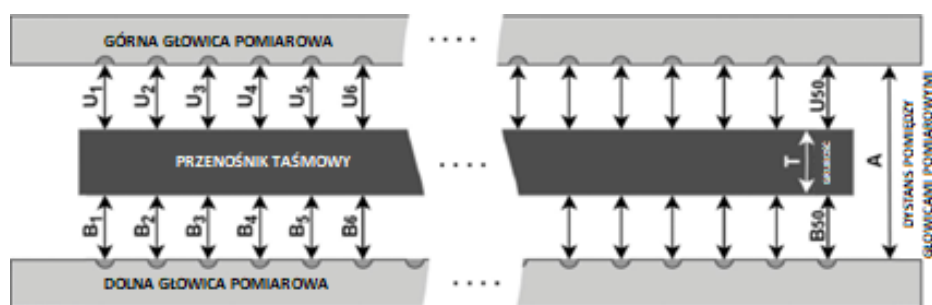 GÓRNA GŁOWICA POMIAROWA
....
U1 U2 U3 U4 U5 U6 U50
PRZENOŚNIK TAŚMOWY
....
T
GRUBOŚĆ
A
DYSTANS POMIĘDZY
GŁOWICAMI POMIAROWYMI
B1 B2 B3 B4 B5 B6 B50
DOLNA GŁOWICA POMIAROWA
....